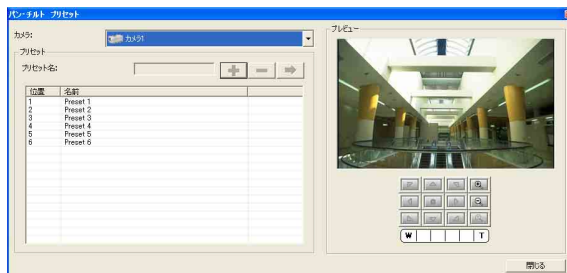 パン・チルト プリセット
カメラ:
カメラ1
プリセット
プリセット名:
位置 名前
1 Preset 1
2 Preset 2
3 Preset 3
4 Preset 4
5 Preset 5
6 Preset 6
プレビュー
W T
閉じる